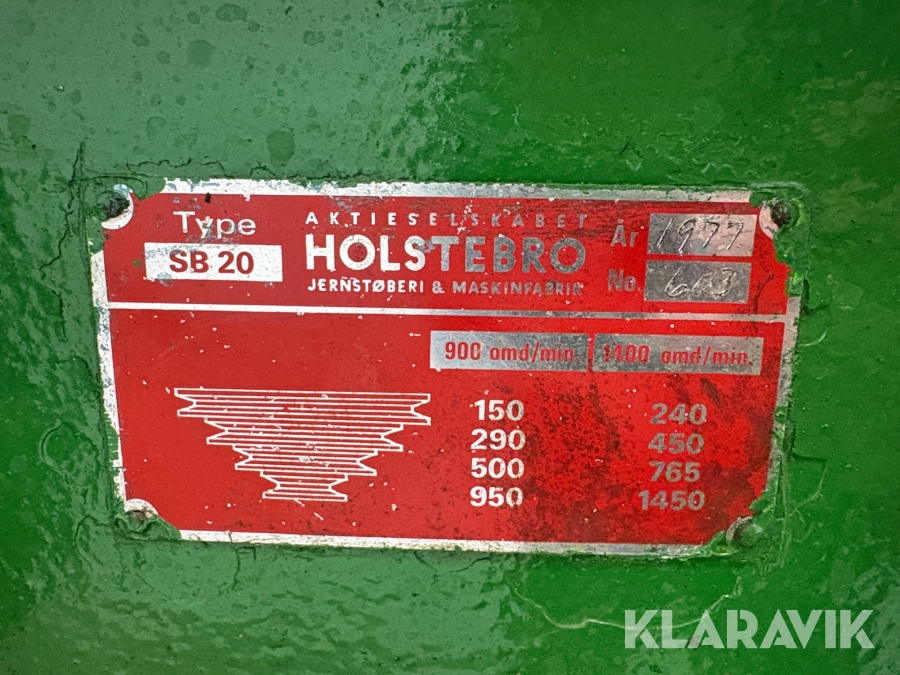 Type
SB 20
AKTIESELSKABET
HOLSTEBRO
JERNSTØBERI & MASKINFABRIK
År 1977
No. 603
900 omd/min. 1400 omd/min.
150 240
290 450
500 765
950 1450
KLARAVIK